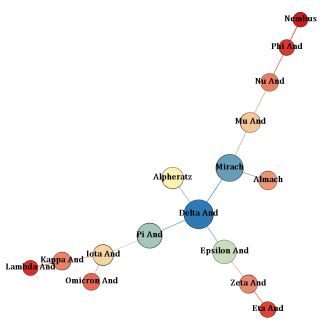 Nembus
Phi And
Nu And
Mu And
Mirach
Almach
Alpheratz
Delta And
Pi And
Epsilon And
Iota And
Kappa And
Lambda And
Omicron And
Zeta And
Eta And